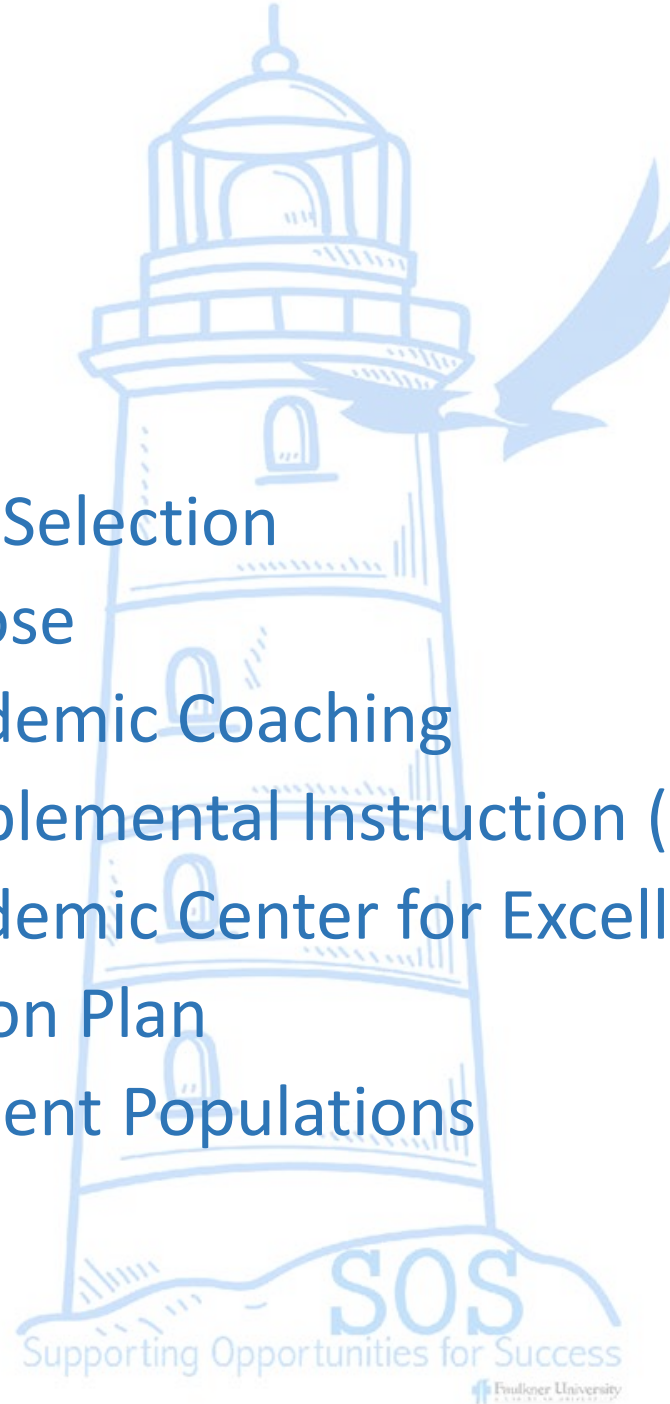 Selection
ose
demic Coaching
plemental Instruction (
demic Center for Excell
on Plan
ent Populations
SOS
Supporting Opportunities for Success
Faulkner University